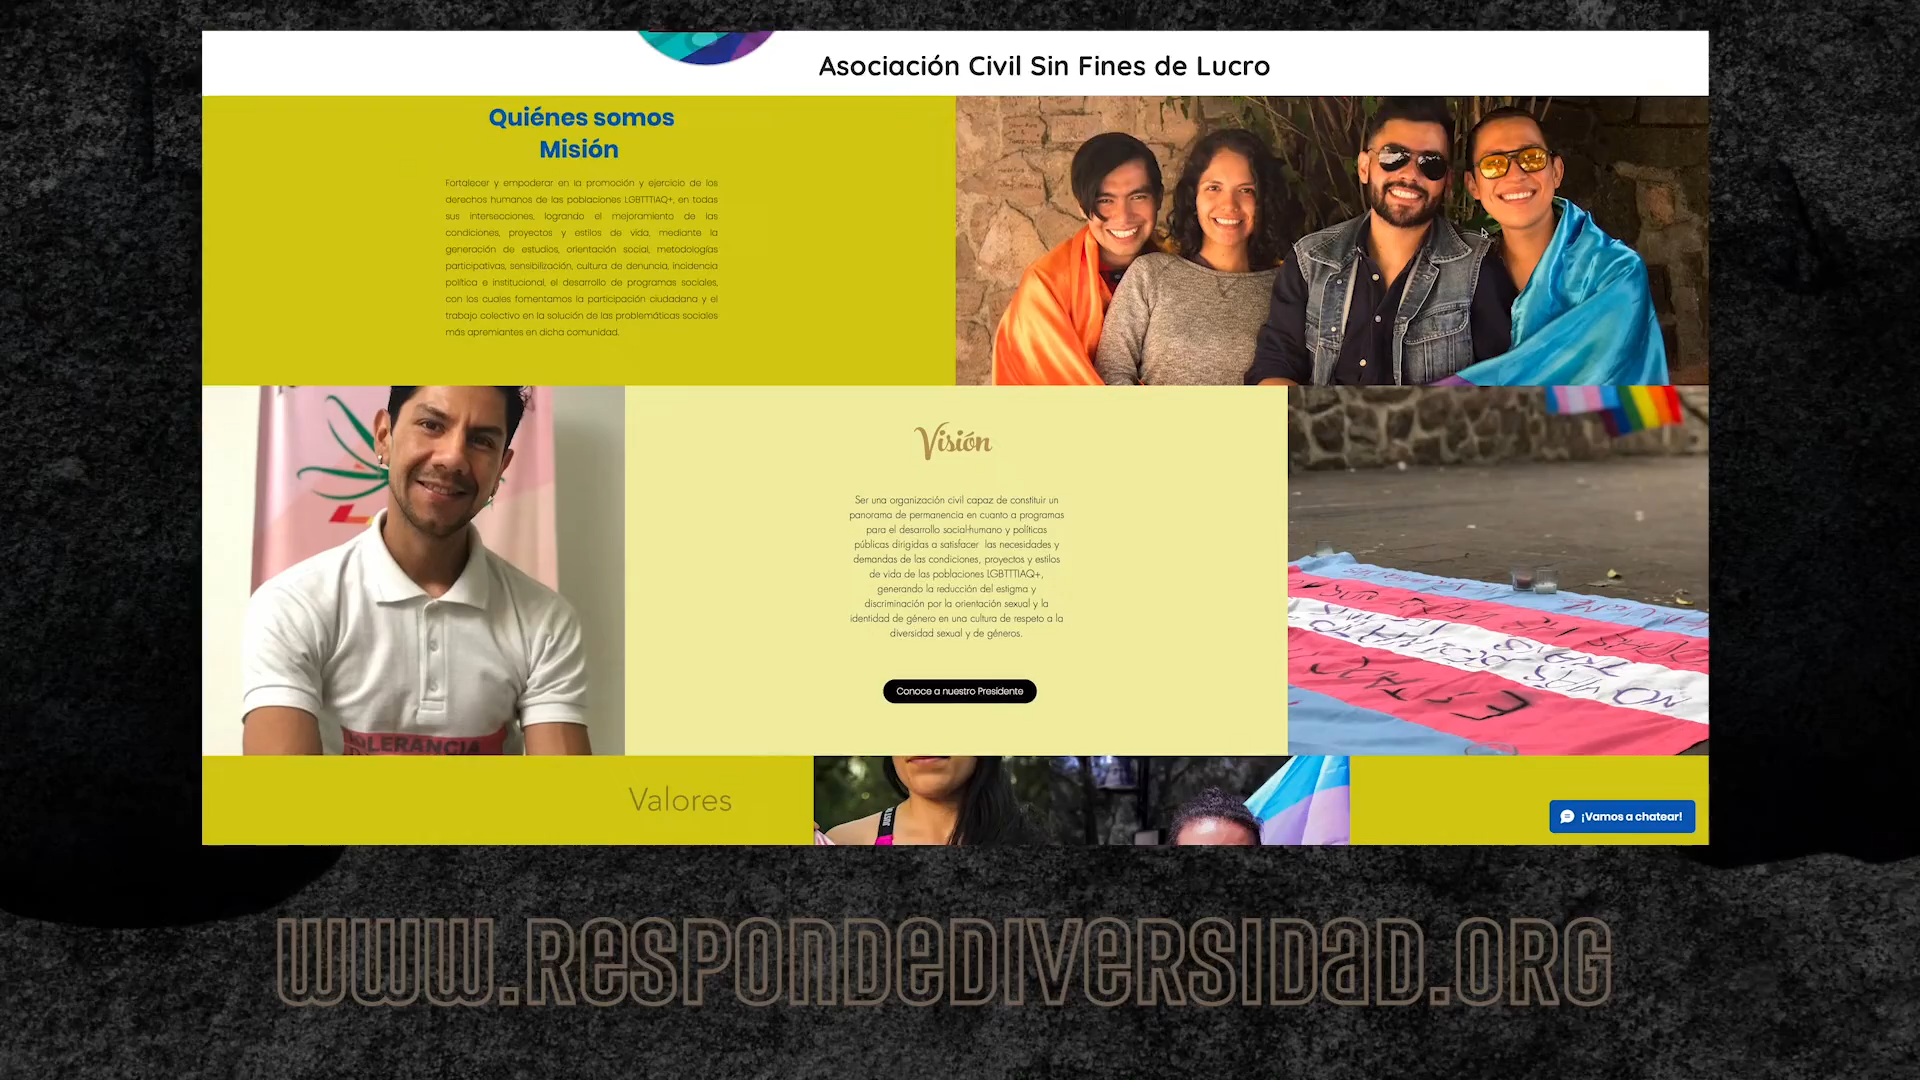 Asociación Civil Sin Fines de Lucro
Quiénes somos
Misión
Fortalecer y empoderar en la promoción y ejercicio de los
derechos humanos de las poblaciones LGBTTTIAQ+, en todas
sus intersecciones, logrando el mejoramiento de las
condiciones, proyectos y estilos de vida, mediante la
generación de estudios, orientación social, metodologías
participativas, sensibilización, cultura de denuncia, incidencia
política e institucional, el desarrollo de programas sociales,
con los cuales fomentamos la participación ciudadana y el
trabajo colectivo en la solución de las problemáticas sociales
más apremiantes en dicha comunidad.
Visión
Ser una organización civil capaz de constituir un
panorama de permanencia en cuanto a programas
para el desarrollo social-humano y políticas
públicas dirigidas a satisfacer las necesidades y
demandas de las condiciones, proyectos y estilos
de vida de las poblaciones LGBTTTIAQ+,
generando la reducción del estigma y
discriminación por la orientación sexual y la
identidad de género en una cultura de respeto a la
diversidad sexual y de géneros.
Conoce a nuestro Presidente
NO MÁS
Valores
¡Vamos a chatear!
www.RespondeDiversidad.org